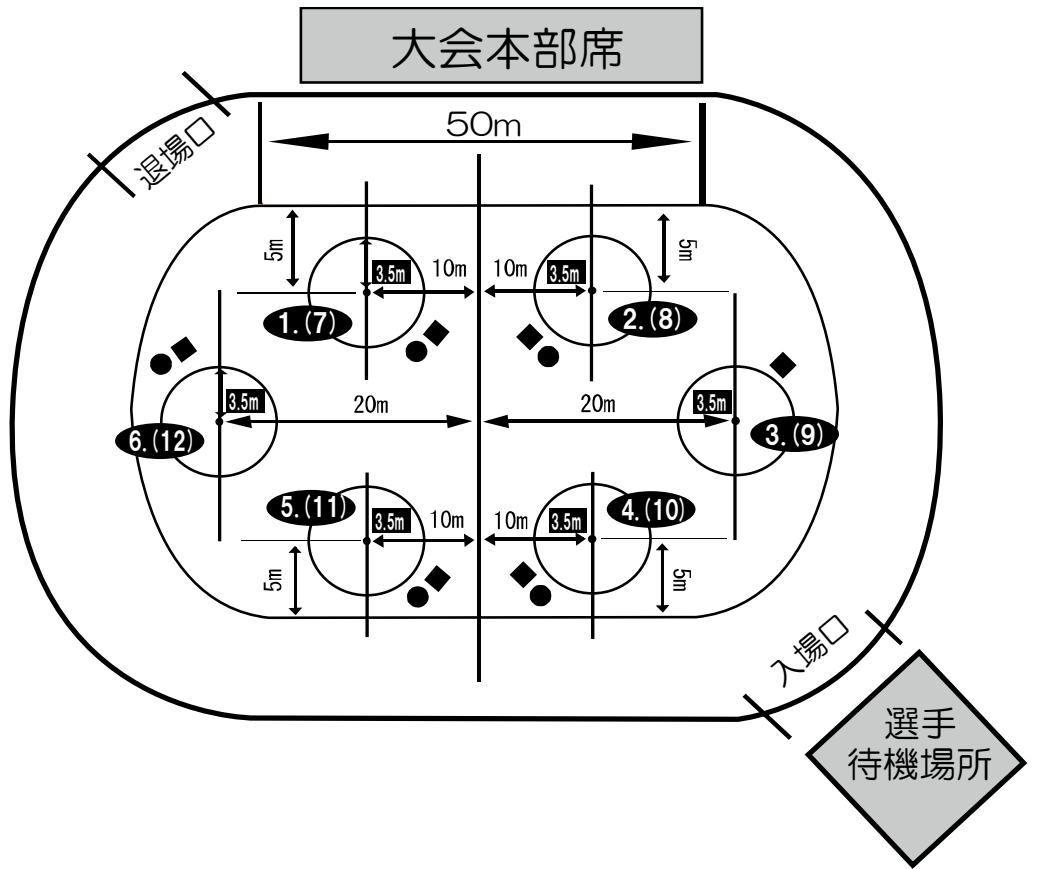 大会本部席
50m
退場口
5m
3.5m
10m
10m
3.5m
5m
1.(7)
2.(8)
3.5m
20m
20m
3.5m
6.(12)
3.(9)
5.(11)
4.(10)
3.5m
10m
10m
3.5m
5m
5m
入場口
選手
待機場所